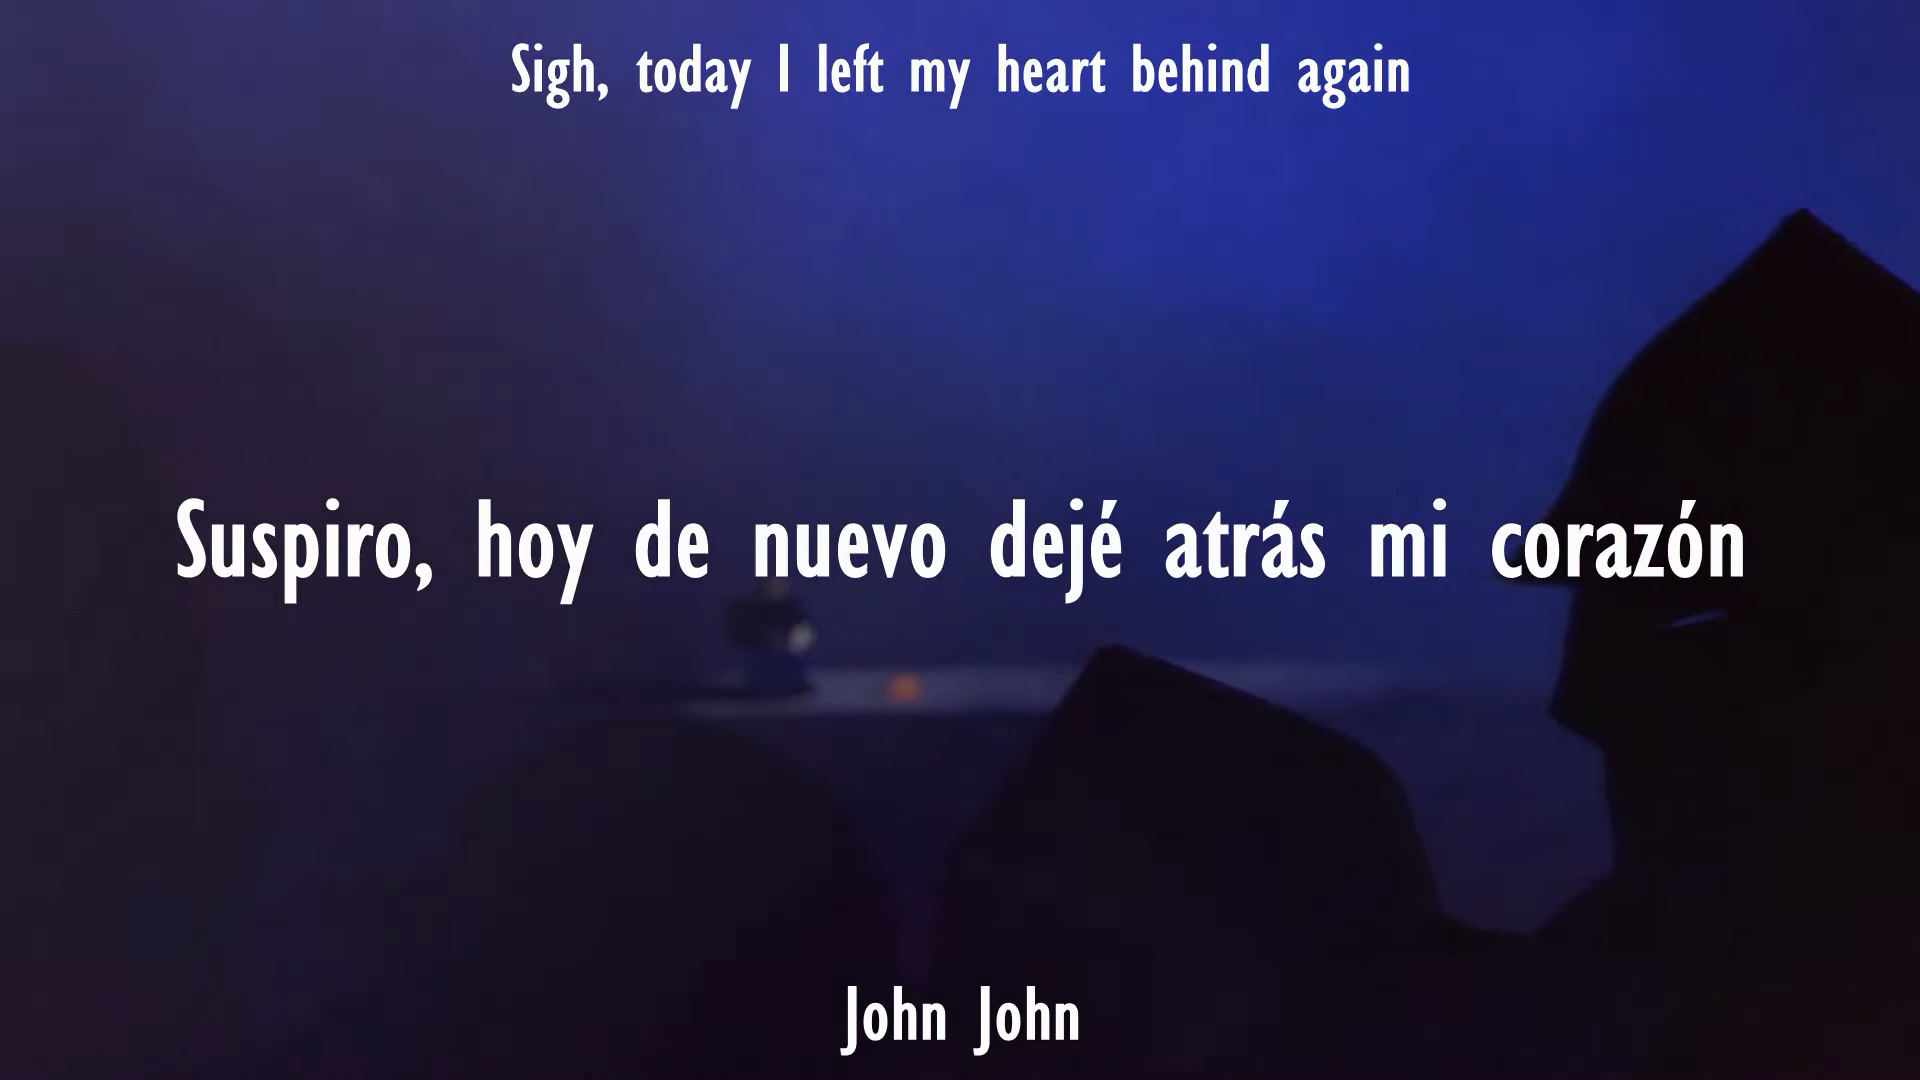 Sigh, today I left my heart behind again
Suspiro, hoy de nuevo dejé atrás mi corazón
John John